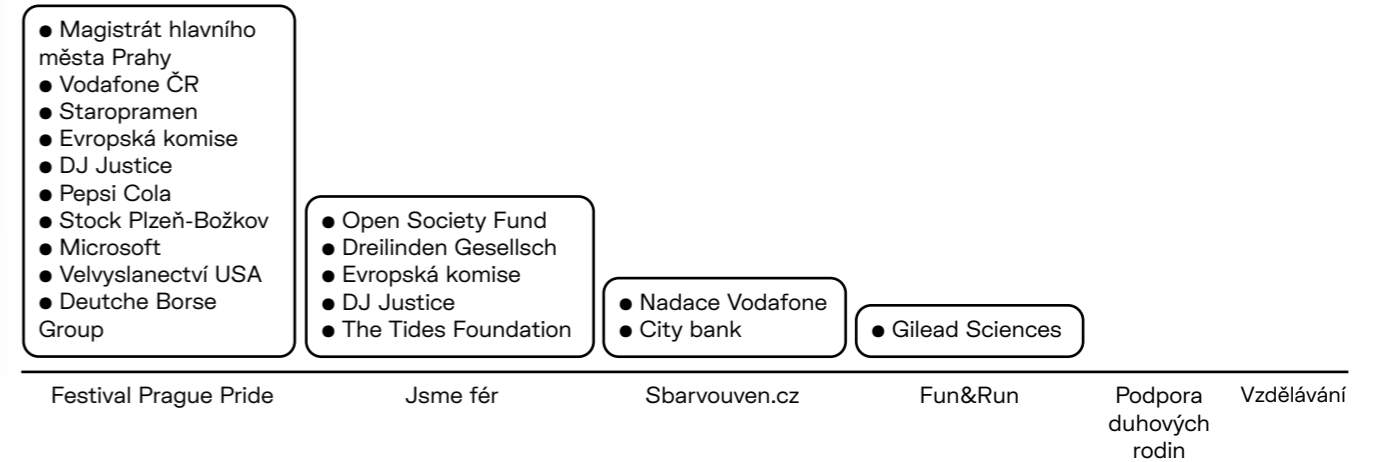 ● Magistrát hlavního
města Prahy
● Vodafone ČR
● Staropramen
● Evropská komise
● DJ Justice
● Pepsi Cola
● Stock Plzeň-Božkov
● Microsoft
● Velvyslanectví USA
● Deutche Borse
Group
● Open Society Fund
● Dreilinden Gesellsch
● Evropská komise
● DJ Justice
● The Tides Foundation
● Nadace Vodafone
● City bank
● Gilead Sciences
Festival Prague Pride
Jsme fér
Sbarvouven.cz
Fun&Run
Podpora
duhových
rodin
Vzdělávání